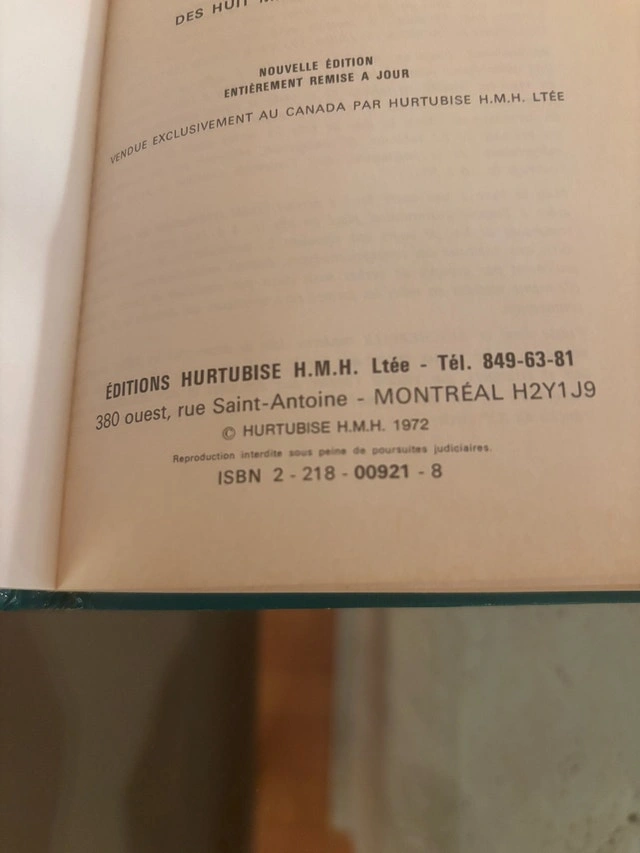 DES HUIT
NOUVELLE ÉDITION
ENTIÈREMENT REMISE A JOUR
VENDUE EXCLUSIVEMENT AU CANADA PAR HURTUBISE H.M.H. LTÉE
ÉDITIONS HURTUBISE H.M.H. Ltée - Tél. 849-63-81
380 ouest, rue Saint-Antoine - MONTRÉAL H2Y1J9
© HURTUBISE H.M.H. 1972
Reproduction interdite sous peine de poursuites judiciaires.
ISBN 2 - 218 - 00921 - 8